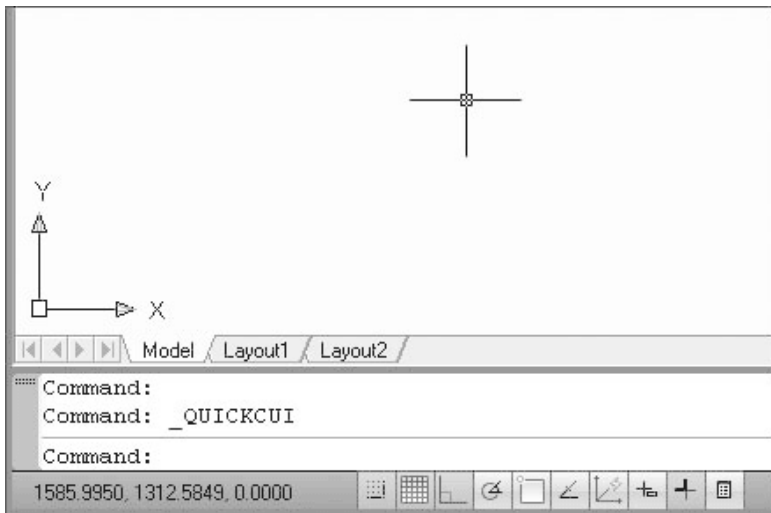 Y
X
Model Layout1 Layout2
Command:
Command: _QUICKCUI
Command:
1585.9950, 1312.5849, 0.0000